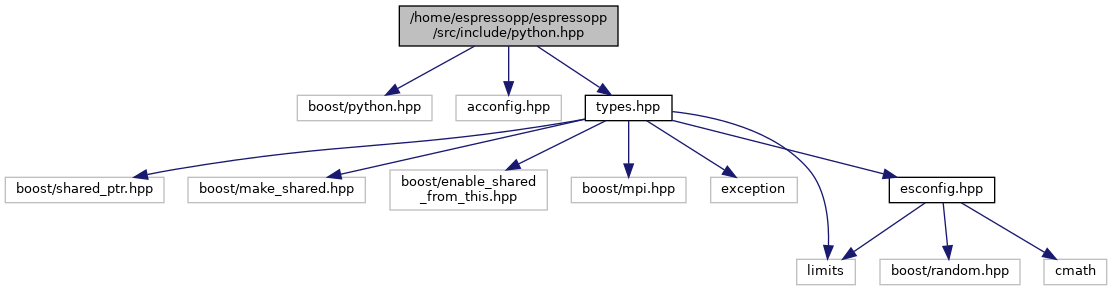 /home/espressopp/espressopp
/src/include/python.hpp
boost/python.hpp
acconfig.hpp
types.hpp
boost/shared_ptr.hpp
boost/make_shared.hpp
boost/enable_shared
_from_this.hpp
boost/mpi.hpp
exception
esconfig.hpp
limits
boost/random.hpp
cmath